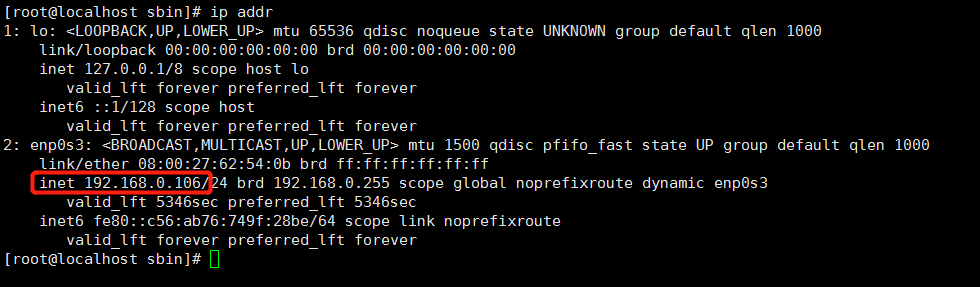 [root@localhost sbin]# ip addr
1: lo: <LOOPBACK,UP,LOWER_UP> mtu 65536 qdisc noqueue state UNKNOWN group default qlen 1000
    link/loopback 00:00:00:00:00:00 brd 00:00:00:00:00:00
    inet 127.0.0.1/8 scope host lo
       valid_lft forever preferred_lft forever
    inet6 ::1/128 scope host
       valid_lft forever preferred_lft forever
2: enp0s3: <BROADCAST,MULTICAST,UP,LOWER_UP> mtu 1500 qdisc pfifo_fast state UP group default qlen 1000
    link/ether 08:00:27:62:54:0b brd ff:ff:ff:ff:ff:ff
    inet 192.168.0.106/24 brd 192.168.0.255 scope global noprefixroute dynamic enp0s3
       valid_lft 5346sec preferred_lft 5346sec
    inet6 fe80::c56:ab76:749f:28be/64 scope link noprefixroute
       valid_lft forever preferred_lft forever
[root@localhost sbin]#